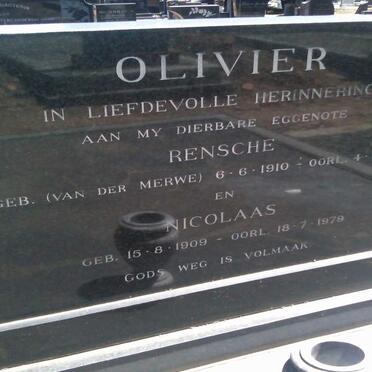 OLIVIER
IN LIEFDEVOLLE HERINNERING
AAN MY DIERBARE EGGENOTE
RENSCHE
GEB. (VAN DER MERWE) 6-6-1910 - OORL. 4-
EN
NICOLAAS
GEB. 15-8-1909 - OORL. 18-7-1979
GODS WEG IS VOLMAAK